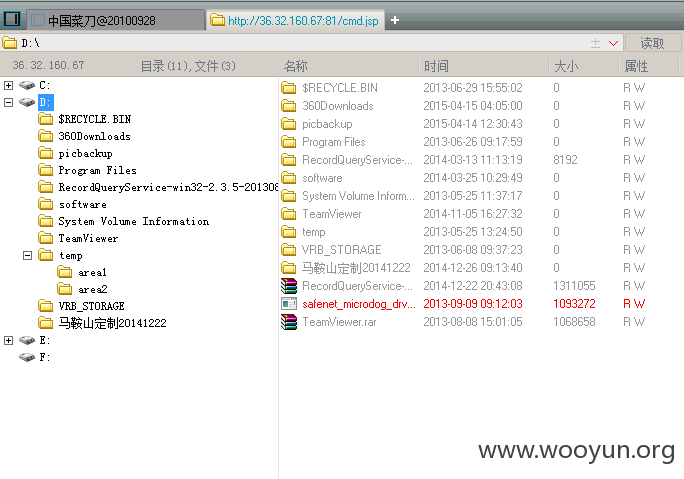 中国菜刀@20100928 http://36.32.160.67:81/cmd.jsp +
D:\ 读取
36.32.160.67 目录(11),文件(3) 名称 时间 大小 属性
C:
D:
$RECYCLE.BIN
360Downloads
picbackup
Program Files
RecordQueryService-win32-2.3.5-201308
software
System Volume Information
TeamViewer
temp
area1
area2
VRB_STORAGE
马鞍山定制20141222
E:
F:
$RECYCLE.BIN 2013-06-29 15:55:02 0 R W
360Downloads 2015-04-15 04:05:00 0 R W
picbackup 2015-04-14 12:30:43 0 R W
Program Files 2013-06-26 09:17:59 0 R W
RecordQueryService-... 2014-03-13 11:13:19 8192 R W
software 2014-03-25 10:29:49 0 R W
System Volume Inform... 2013-05-25 11:37:17 0 R W
TeamViewer 2014-11-05 16:27:32 0 R W
temp 2013-05-25 13:24:50 0 R W
VRB_STORAGE 2013-06-08 09:37:23 0 R W
马鞍山定制20141222 2014-12-26 09:13:40 0 R W
RecordQueryService-... 2014-12-22 20:43:08 1311055 R W
safenet_microdog_drv... 2013-09-09 09:12:03 1093272 R W
TeamViewer.rar 2013-08-08 15:01:05 1068658 R W
www.wooyun.org